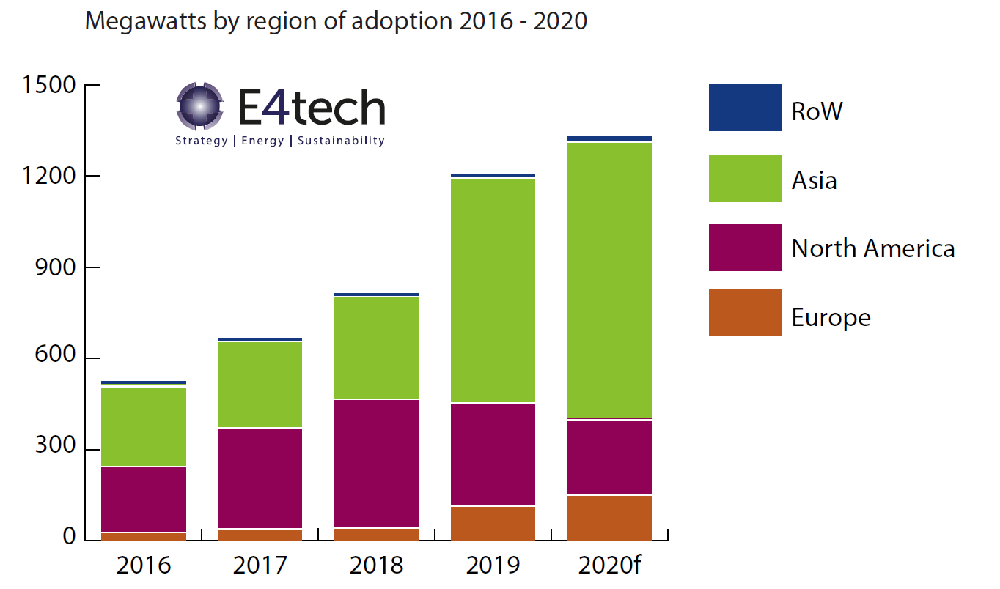 Megawatts by region of adoption 2016 - 2020
E4tech
Strategy | Energy | Sustainability
1500
1200
900
600
300
0
2016 2017 2018 2019 2020f
RoW
Asia
North America
Europe